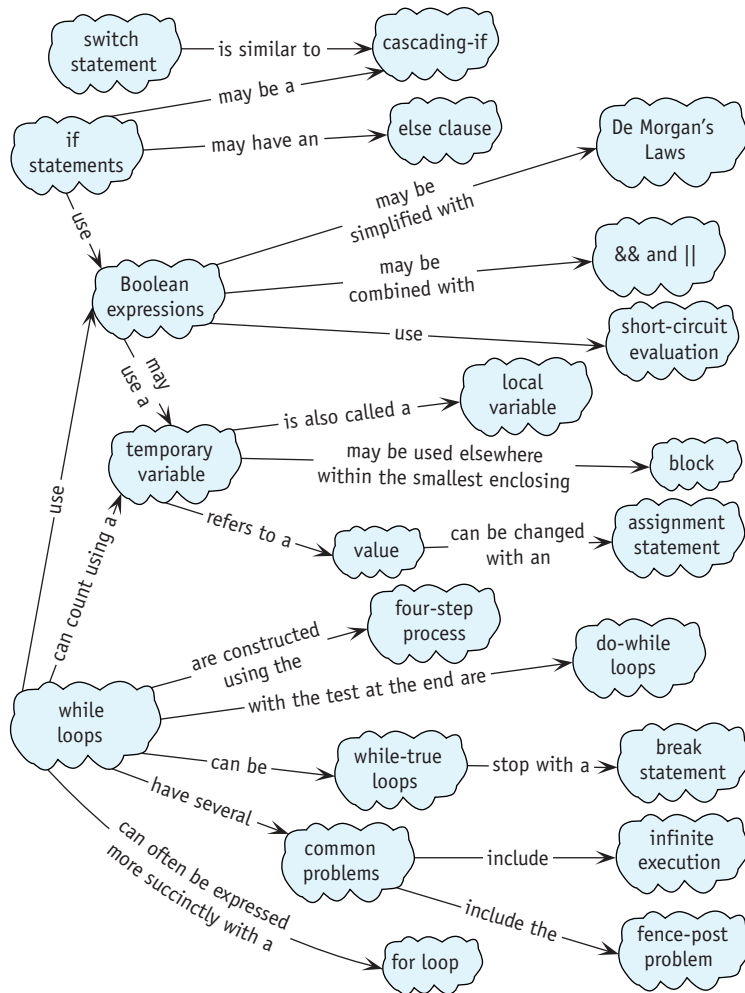 switch
statement
is similar to
cascading-if
may be a
if
statements
may have an
else clause
De Morgan's
Laws
use
may be
simplified with
Boolean
expressions
may be
combined with
&& and ||
use
short-circuit
evaluation
may
use a
local
variable
is also called a
temporary
variable
may be used elsewhere
within the smallest enclosing
block
use
can count using a
refers to a
value
can be changed
with an
assignment
statement
four-step
process
are constructed
using the
do-while
loops
with the test at the end are
while
loops
can be
while-true
loops
stop with a
break
statement
have several
common
problems
include
infinite
execution
can often be expressed
more succinctly with a
include the
fence-post
problem
for loop